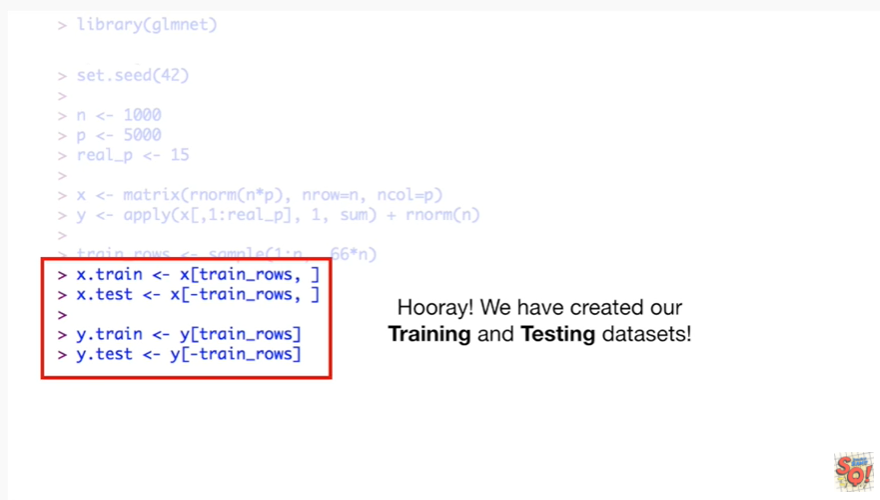 > library(glmnet)
> set.seed(42)
>
> n <- 1000
> p <- 5000
> real_p <- 15
>
> x <- matrix(rnorm(n*p), nrow=n, ncol=p)
> y <- apply(x[,1:real_p], 1, sum) + rnorm(n)
>
> train_rows <- sample(1:n, .66*n)
> x.train <- x[train_rows, ]
> x.test <- x[-train_rows, ]
>
> y.train <- y[train_rows]
> y.test <- y[-train_rows]
Hooray! We have created our
Training and Testing datasets!
SQ!